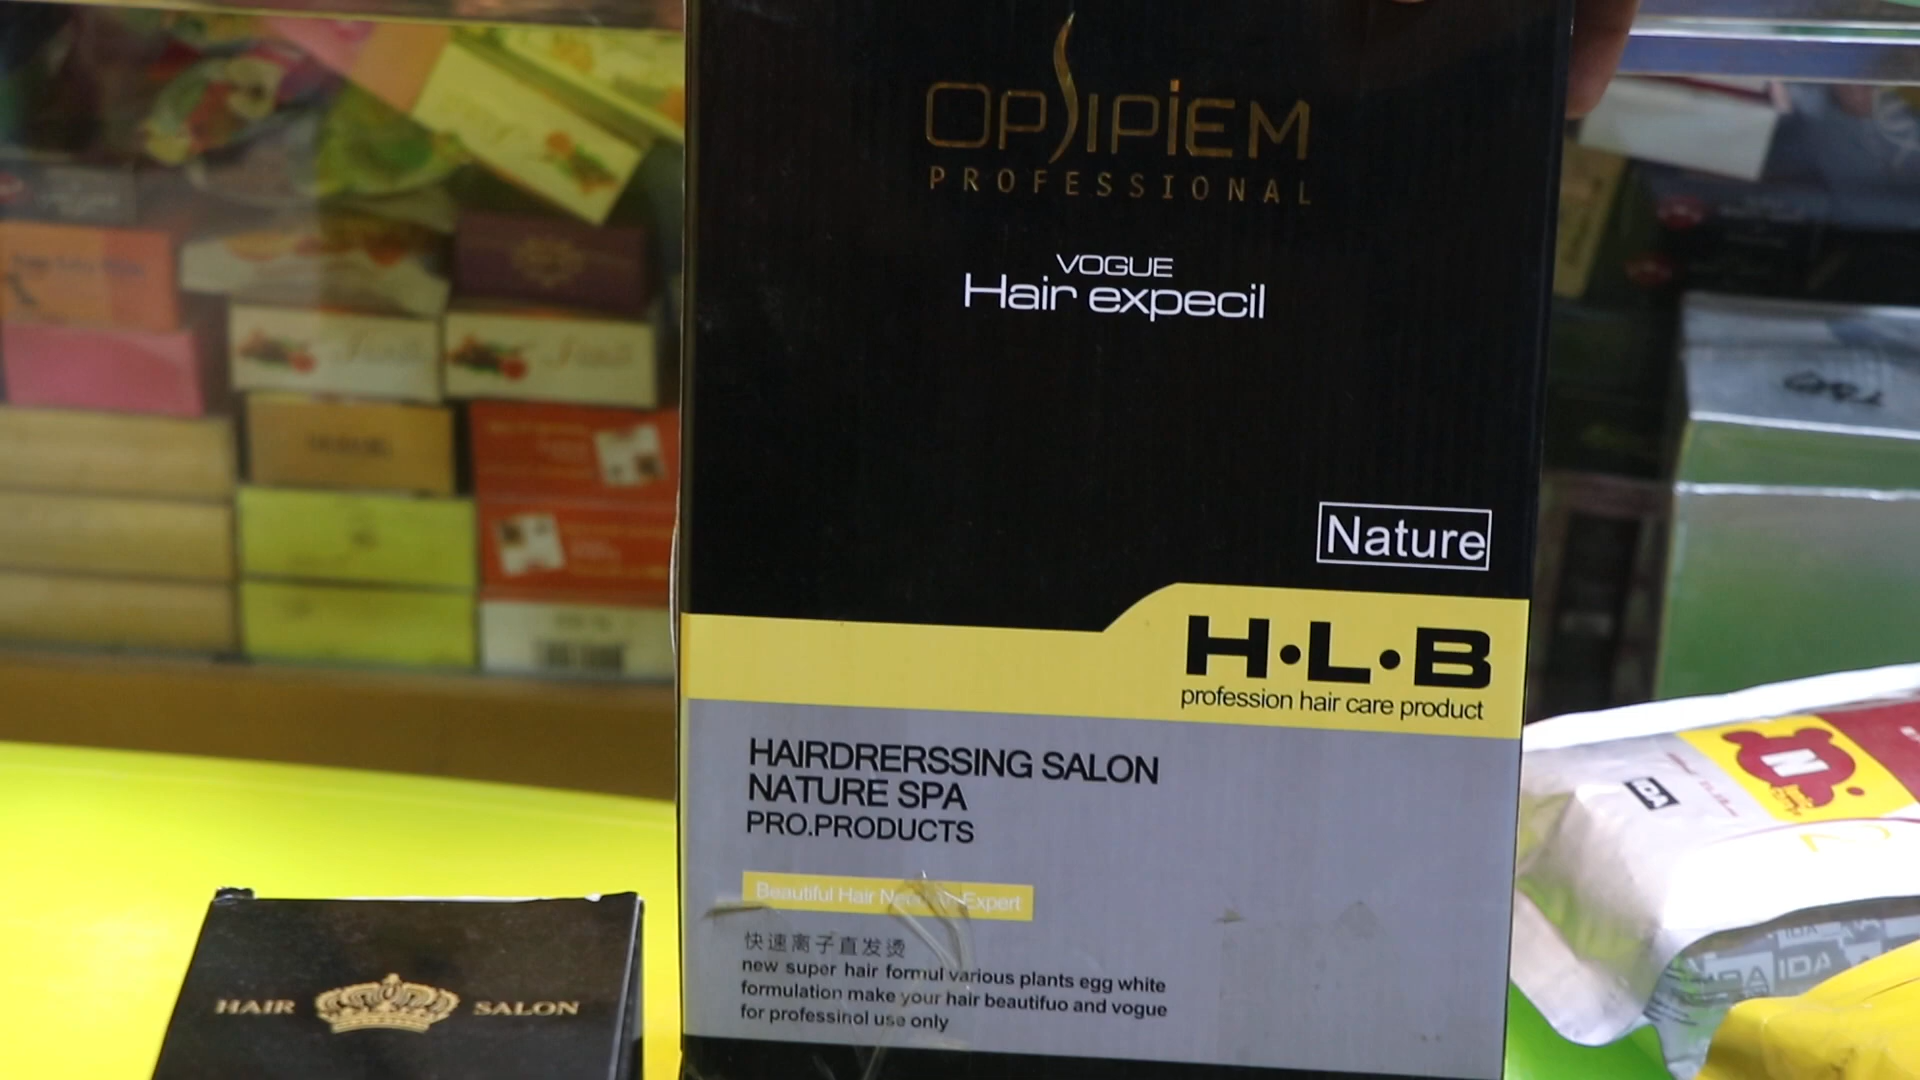 OPSIPIEM
PROFESSIONAL
VOGUE
Hair expecil
Nature
H·L·B
profession hair care product
HAIRDRERSSING SALON
NATURE SPA
PRO.PRODUCTS
Beautiful Hair Expert
快速离子直发烫
new super hair formul various plants egg white
formulation make your hair beautifuo and vogue
for professinol use only
HAIR SALON
N
IDA
IDA